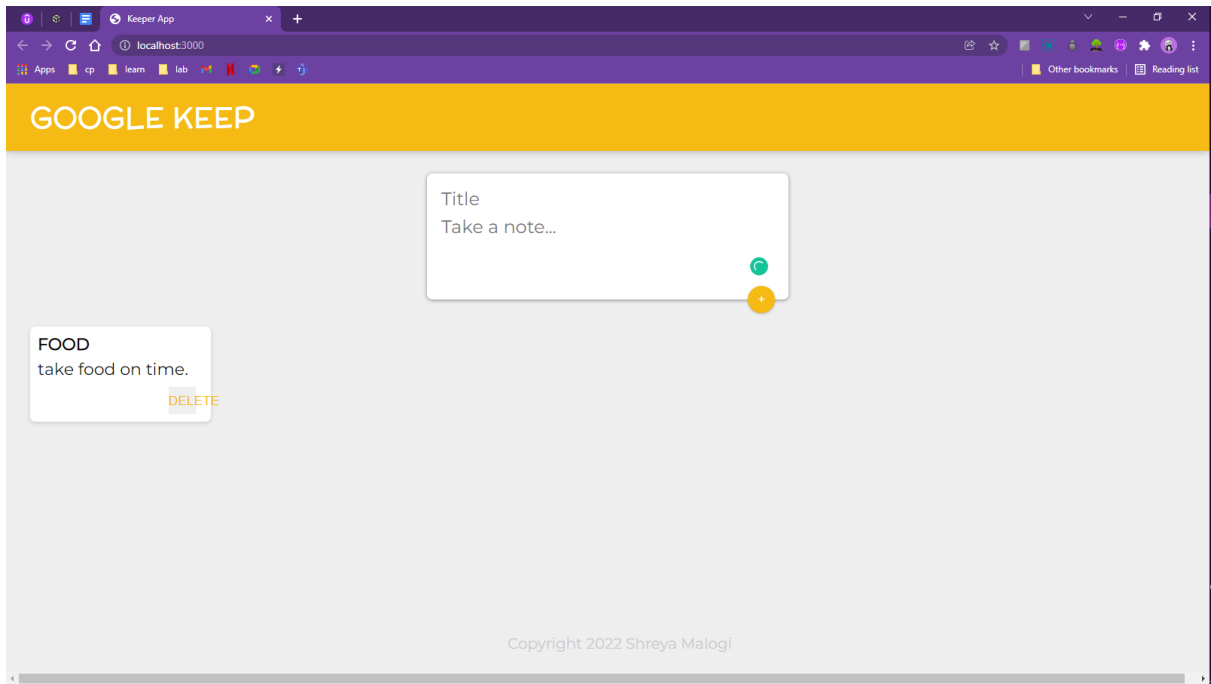 Keeper App
localhost:3000
Apps cp learn lab Other bookmarks Reading list
GOOGLE KEEP
Title
Take a note...
+
FOOD
take food on time.
DELETE
Copyright 2022 Shreya Malogi